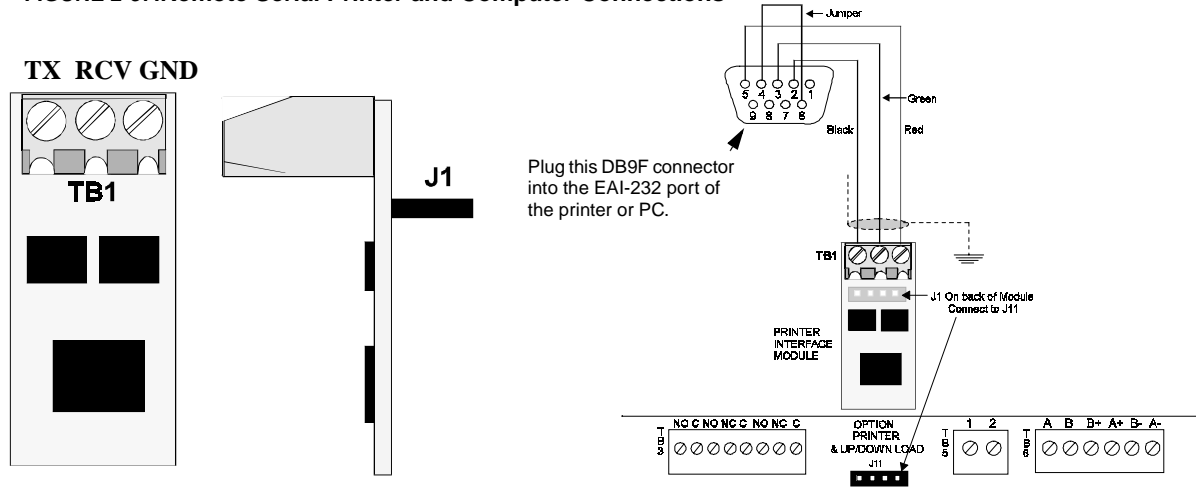 TX RCV GND
TB1
J1
Plug this DB9F connector
into the EAI-232 port of
the printer or PC.
Jumper
5 4 3 2 1
9 8 7 6
Green
Black
Red
TB1
J1 On back of Module
Connect to J11
PRINTER
INTERFACE
MODULE
NO C NO NC C NO NC C
TB3
OPTION
PRINTER
& UP/DOWN LOAD
J11
1 2
TB5
A B B+ A+ B- A-
TB6